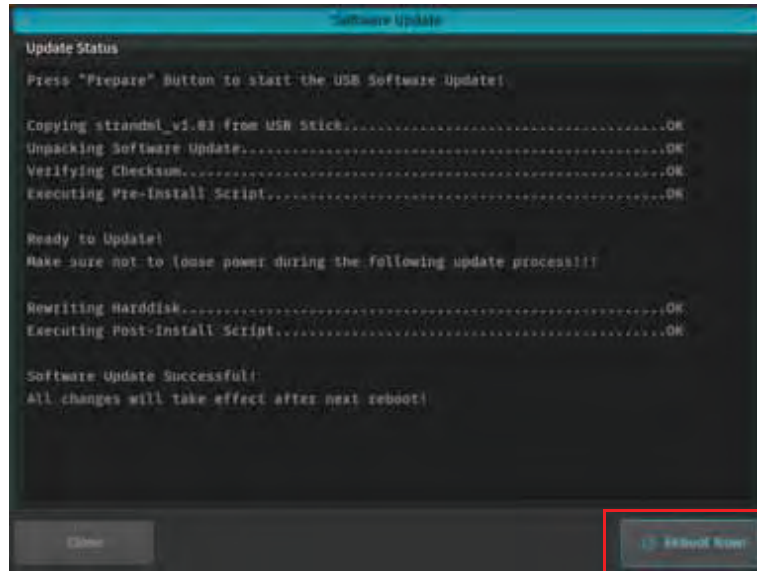 Software Update
Update Status
Press "Prepare" Button to start the USB Software Update!
Copying strandml_v1.03 from USB Stick........................................OK
Unpacking Software Update.....................................................OK
Verifying Checksum............................................................OK
Executing Pre-Install Script..................................................OK
Ready to Update!
Make sure not to loose power during the following update process!!!
Rewriting Harddisk............................................................OK
Executing Post-Install Script.................................................OK
Software Update Successful!
All changes will take effect after next reboot!
Close
Reboot Now!